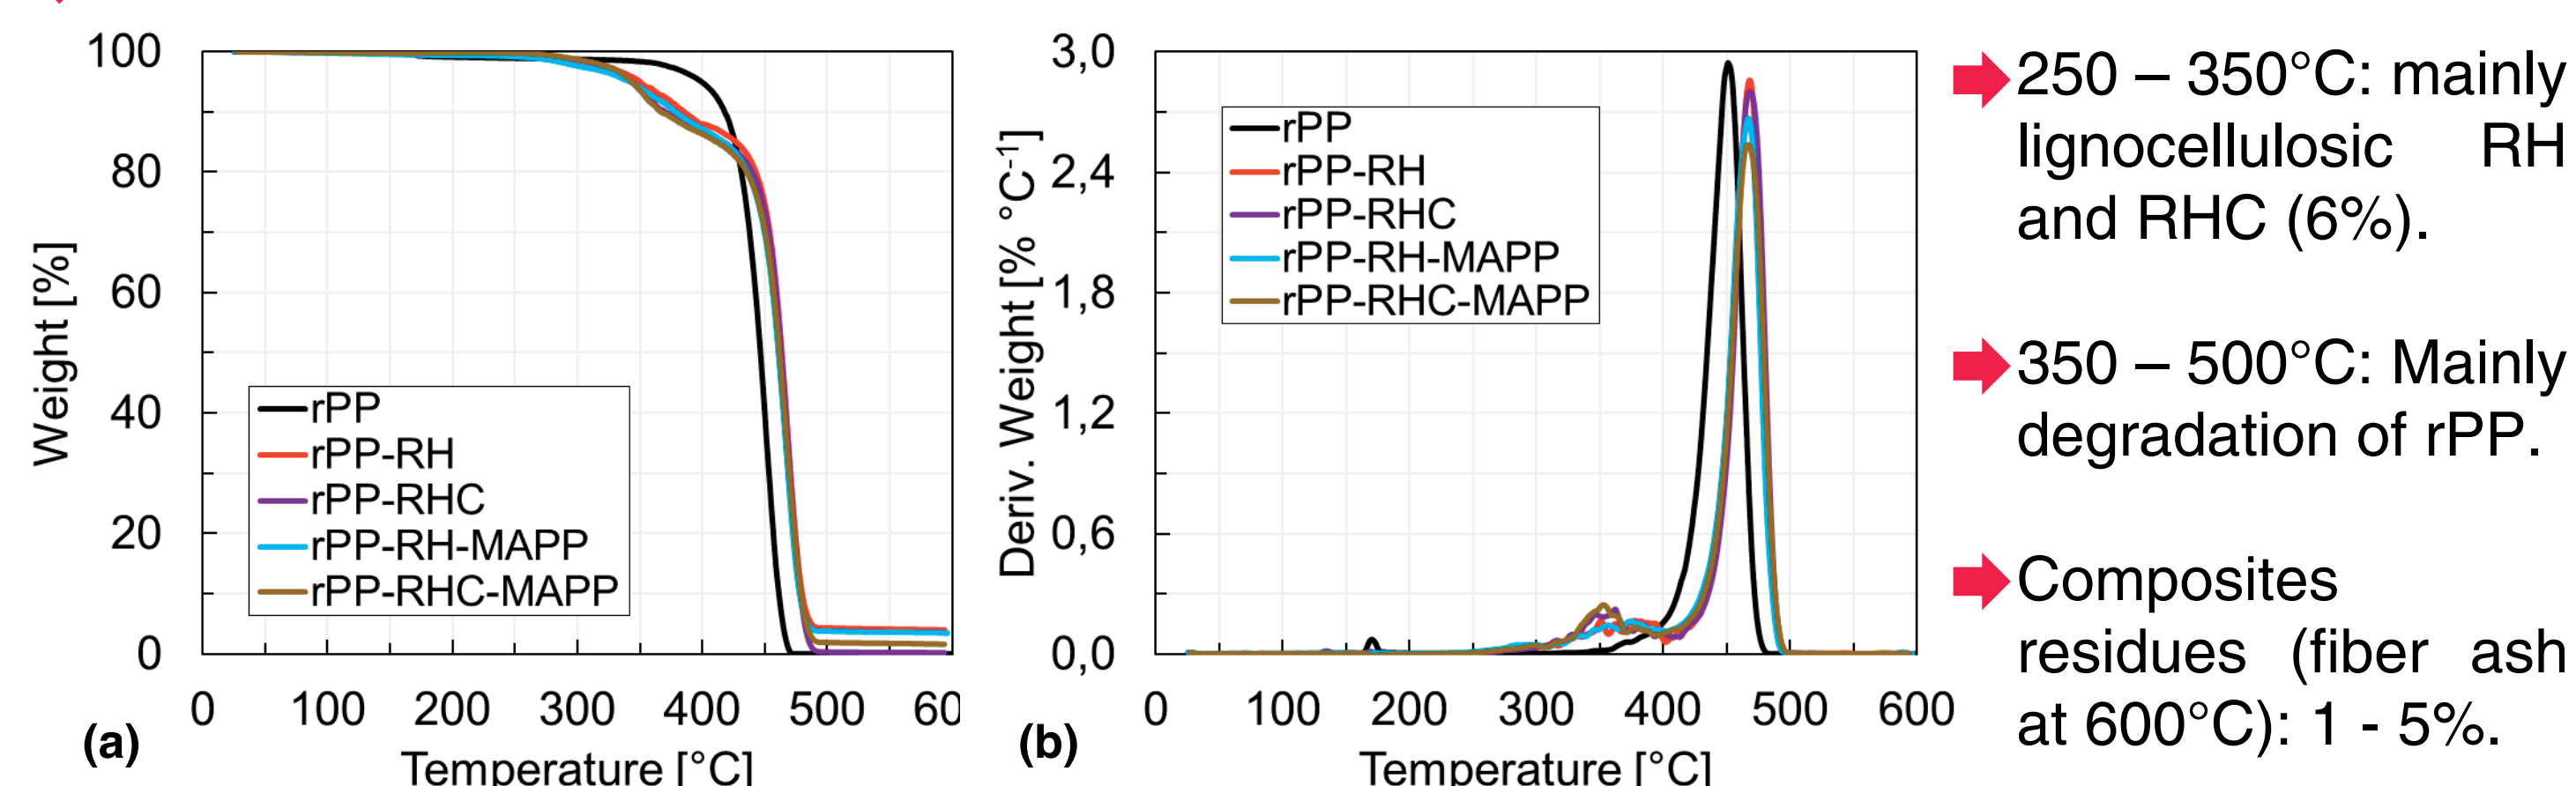 100
80
60
40
20
0
Weight [%]
rPP
rPP-RH
rPP-RHC
rPP-RH-MAPP
rPP-RHC-MAPP
0 100 200 300 400 500 60
(a)
Temperature [°C]
3,0
2,4
1,8
1,2
0,6
0,0
Deriv. Weight [% °C-1]
rPP
rPP-RH
rPP-RHC
rPP-RH-MAPP
rPP-RHC-MAPP
0 100 200 300 400 500 600
(b)
Temperature [°C]
250 – 350°C: mainly
lignocellulosic RH
and RHC (6%).
350 – 500°C: Mainly
degradation of rPP.
Composites
residues (fiber ash
at 600°C): 1 - 5%.